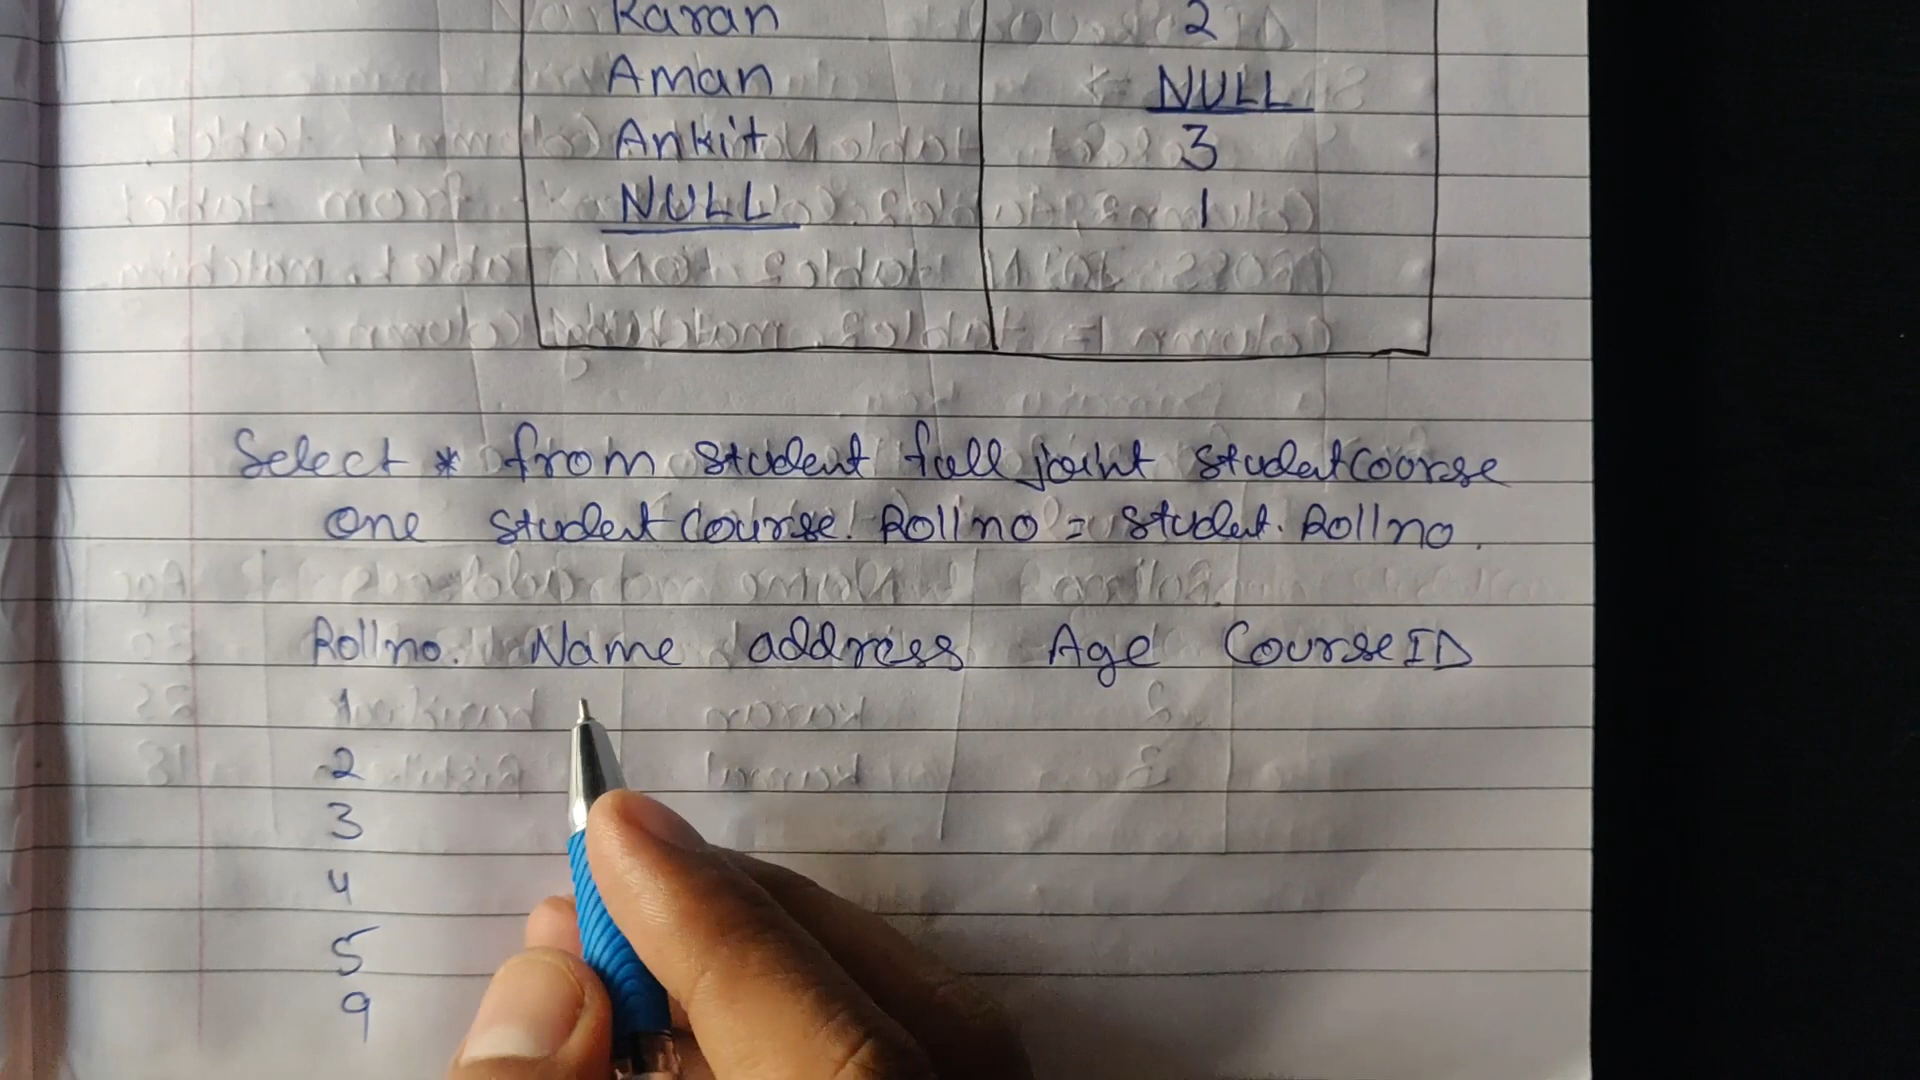 Karan 2
Aman NULL
Ankit 3
NULL 1
Select * from student full joint studentCourse
one studentCourse. Rollno = student. Rollno.
Rollno. Name address Age CourseID
1
2
3
4
5
9